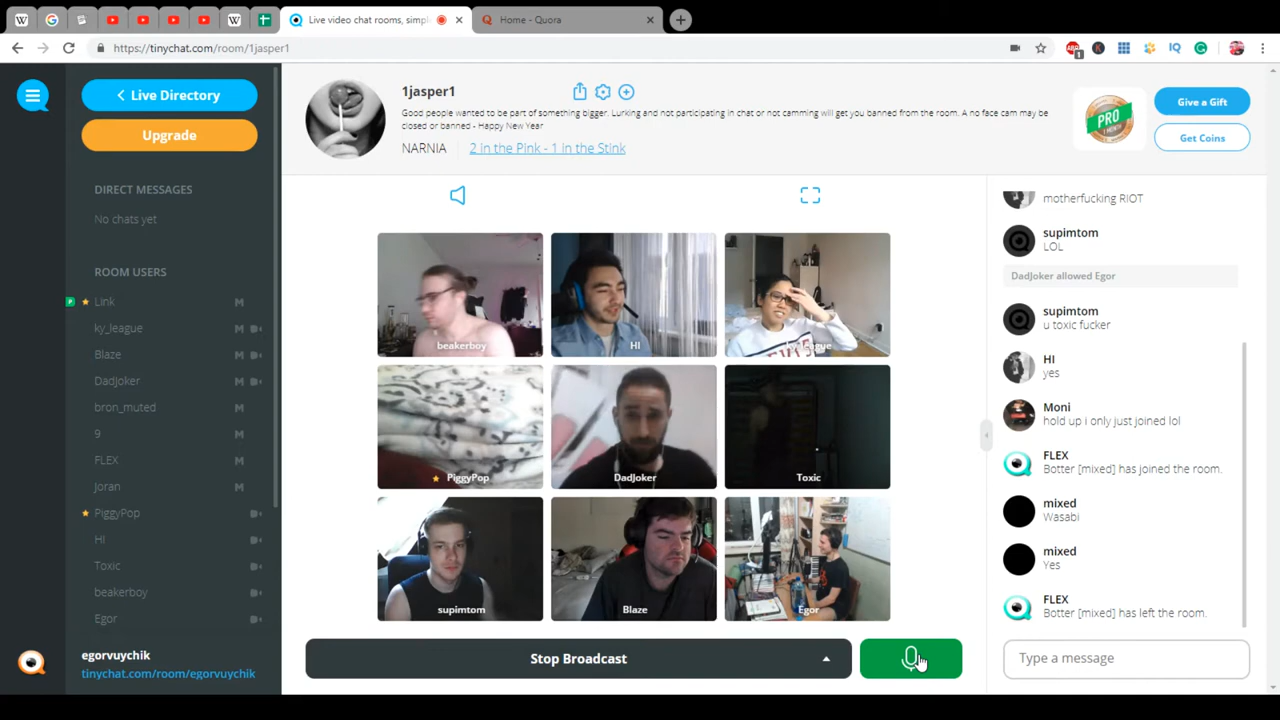 Live video chat rooms, simpl
Home - Quora
https://tinychat.com/room/1jasper1
1
Live Directory
Upgrade
DIRECT MESSAGES
No chats yet
ROOM USERS
Link M
ky_league M
Blaze M
DadJoker M
bron_muted M
9 M
FLEX M
Joran M
PiggyPop
HI
Toxic
beakerboy
Egor
egorvuychik
tinychat.com/room/egorvuychik
1jasper1
Good people wanted to be part of something bigger. Lurking and not participating in chat or not camming will get you banned from the room. A no face cam may be
closed or banned - Happy New Year
NARNIA
2 in the Pink - 1 in the Stink
PRO
1 MONTH
Give a Gift
Get Coins
beakerboy
HI
ky_league
PiggyPop
DadJoker
Toxic
supimtom
Blaze
Egor
Stop Broadcast
motherfucking RIOT
supimtom
LOL
DadJoker allowed Egor
supimtom
u toxic fucker
HI
yes
Moni
hold up i only just joined lol
FLEX
Botter [mixed] has joined the room.
mixed
Wasabi
mixed
Yes
FLEX
Botter [mixed] has left the room.
Type a message